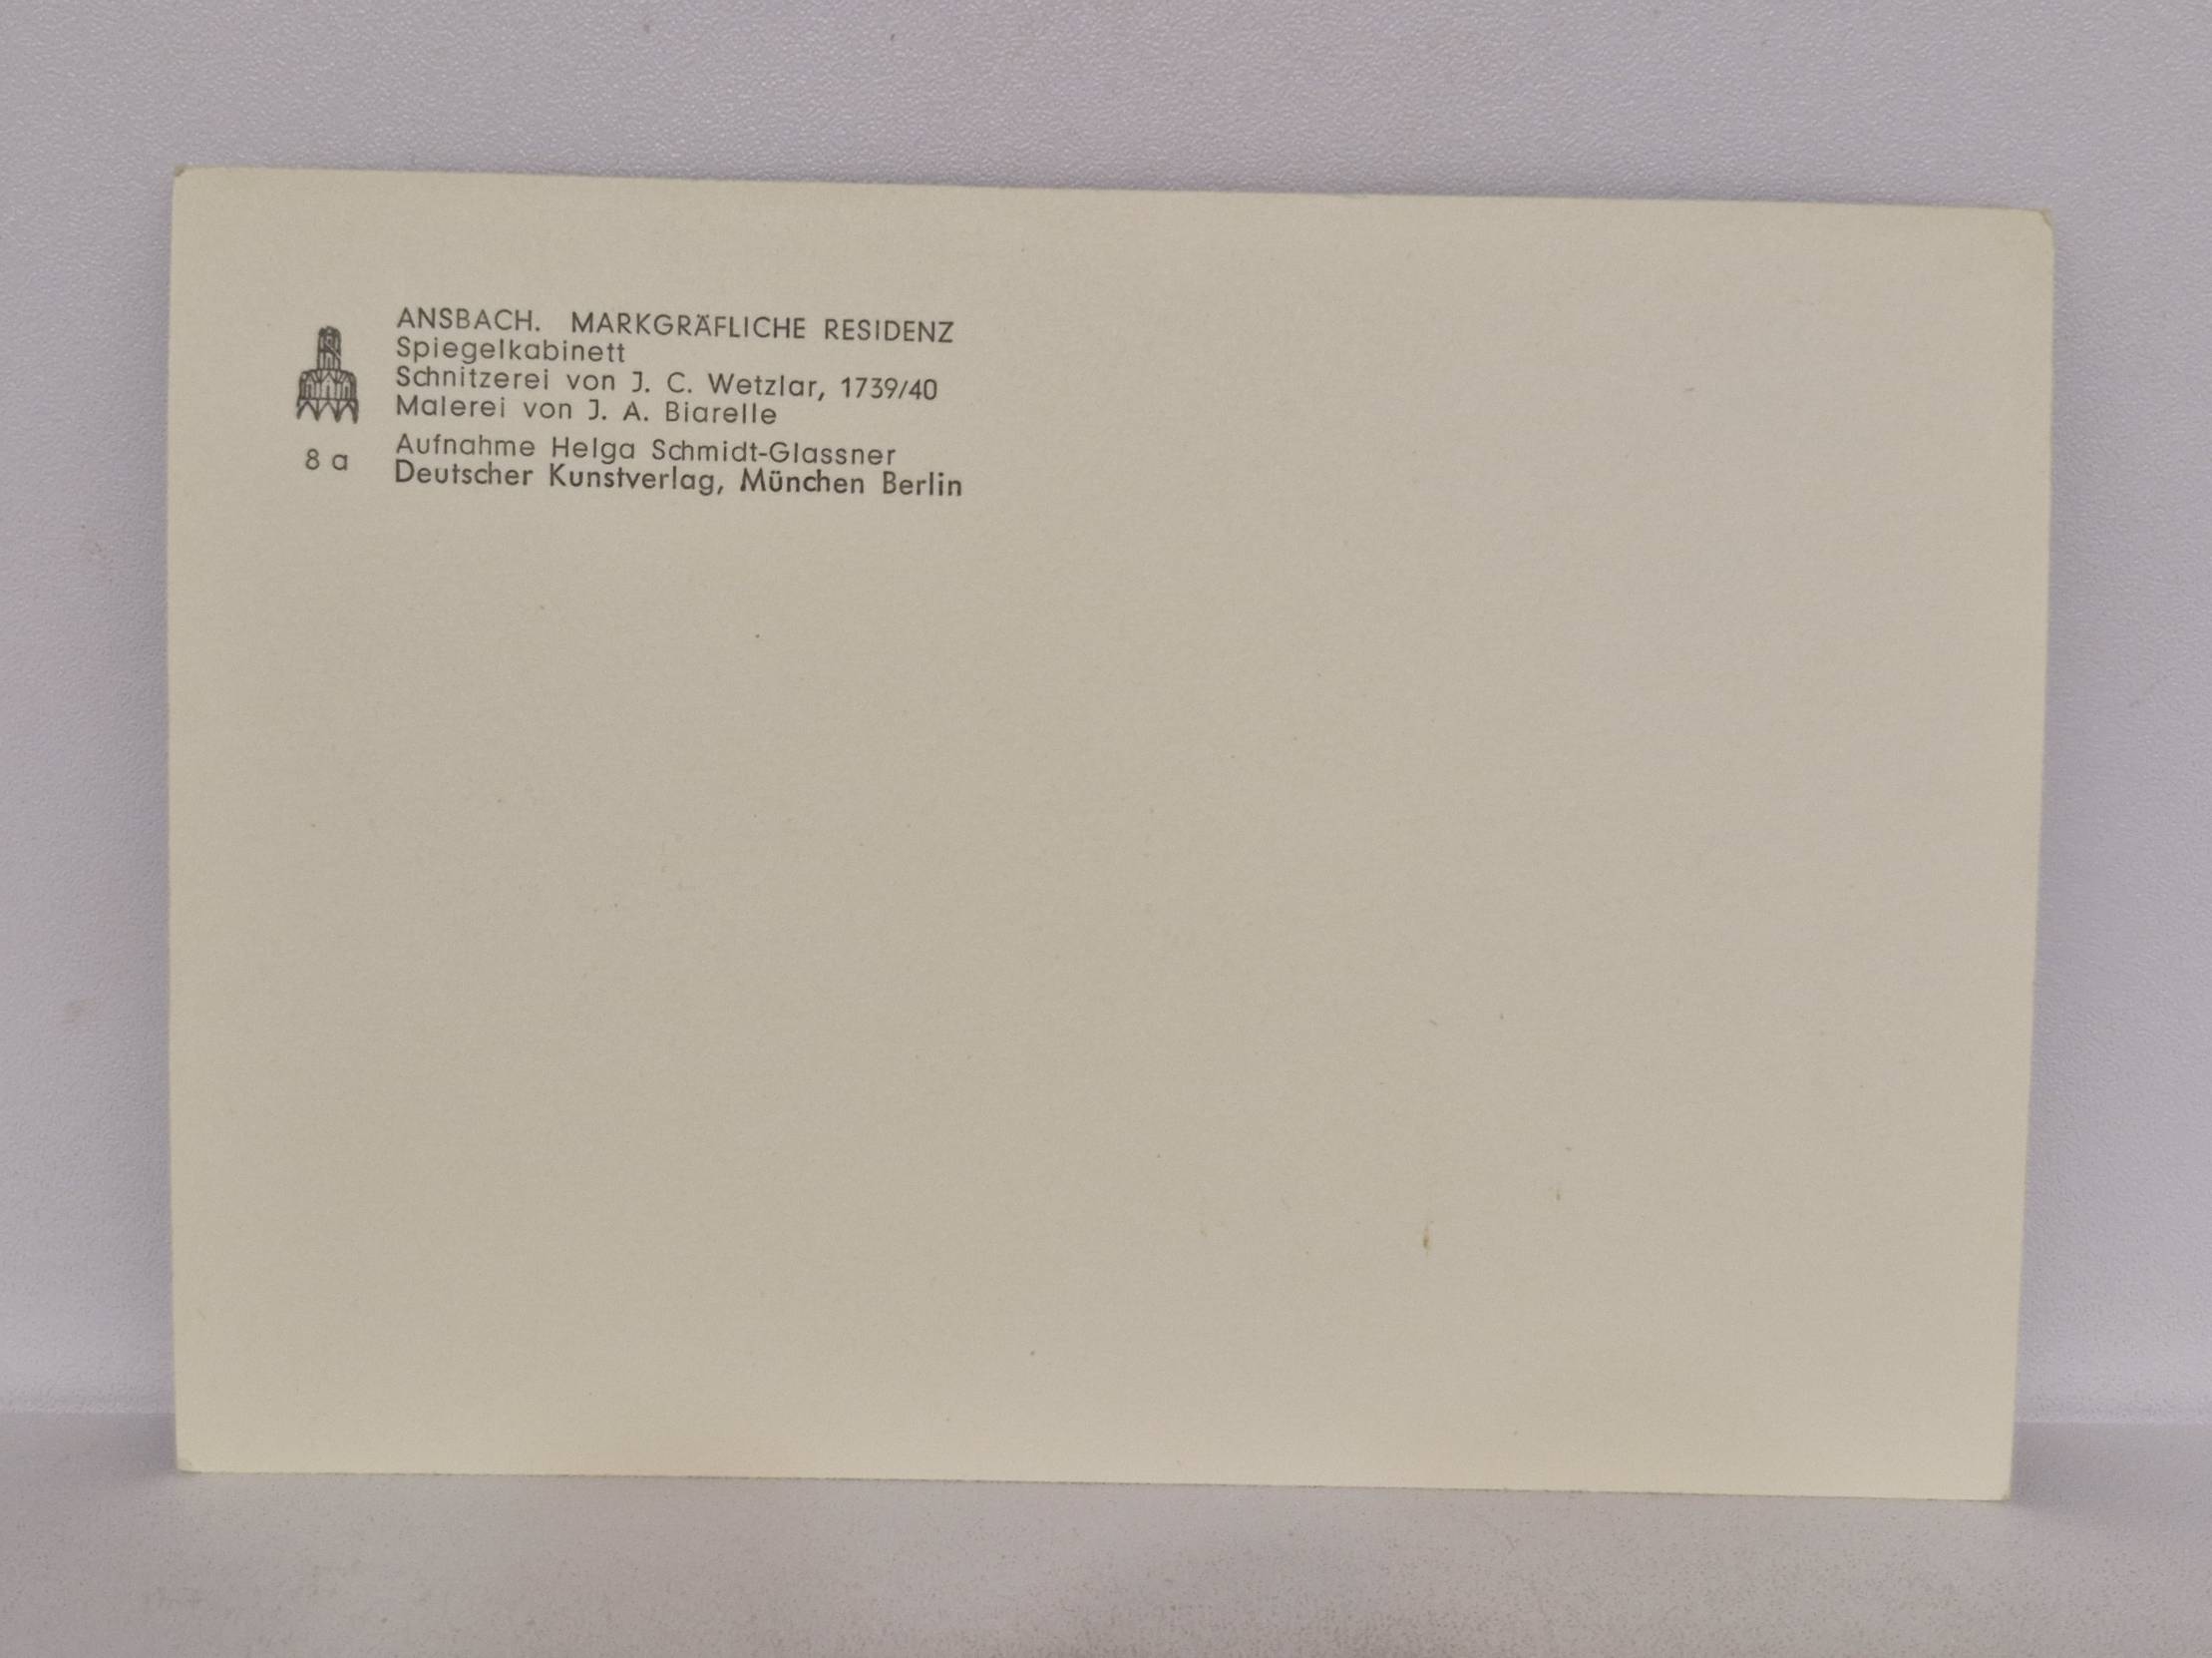 ANSBACH. MARKGRÄFLICHE RESIDENZ
Spiegelkabinett
Schnitzerei von J. C. Wetzlar, 1739/40
Malerei von J. A. Biarelle
8 a
Aufnahme Helga Schmidt-Glassner
Deutscher Kunstverlag, München Berlin